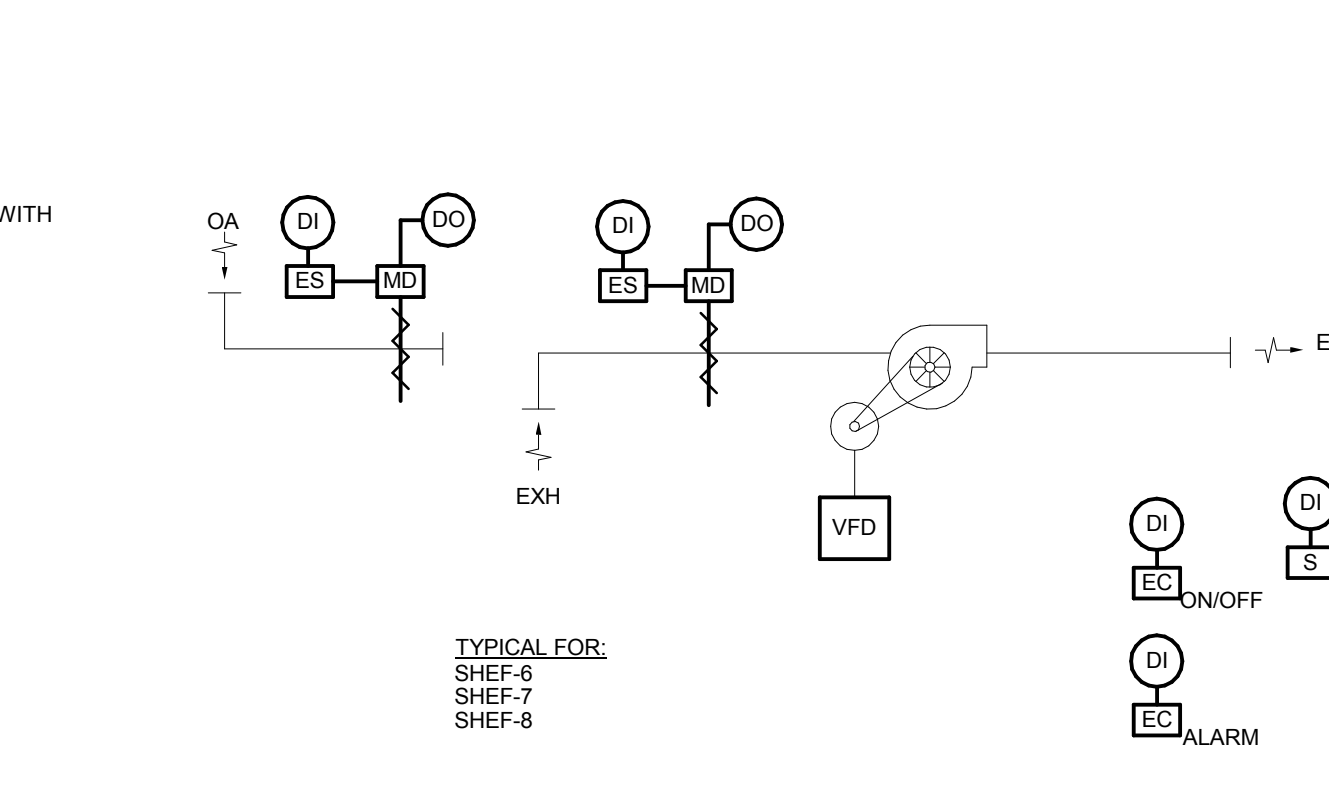 WITH
OA
DI
DO
ES
MD
DI
DO
ES
MD
E
EXH
VFD
DI
EC
ON/OFF
DI
S
TYPICAL FOR:
SHEF-6
SHEF-7
SHEF-8
DI
EC
ALARM